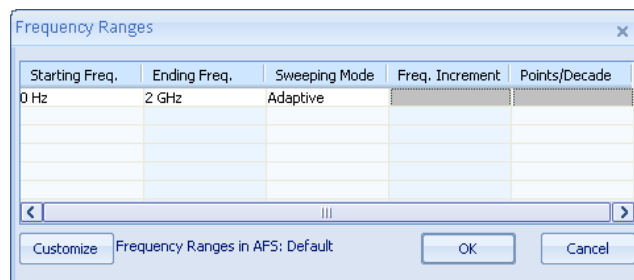 Frequency Ranges
Starting Freq. Ending Freq. Sweeping Mode Freq. Increment Points/Decade
0 Hz 2 GHz Adaptive
Customize Frequency Ranges in AFS: Default OK Cancel